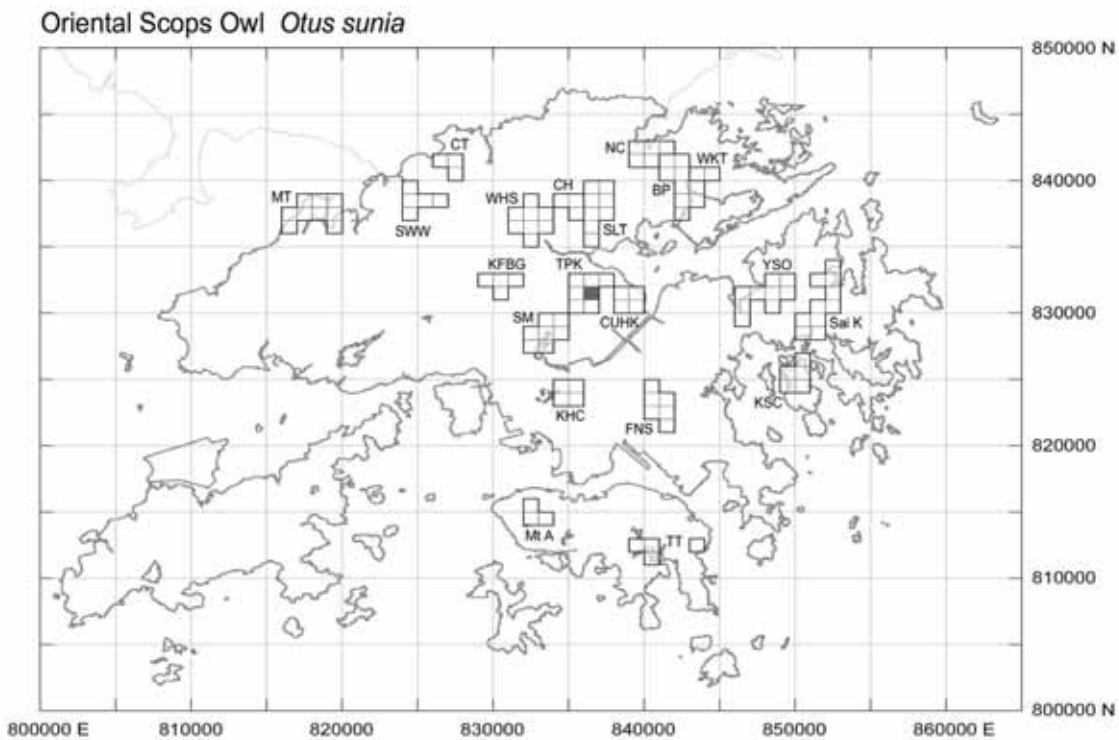 Oriental Scops Owl Otus sunia
850000 N
CT
NC
WKT
840000
MT
WHS
CH
BP
SWW
SLT
KFBG
TPK
YSO
830000
SM
CUHK
Sai K
KHC
FNS
KSC
820000
Mt A
TT
810000
800000 N
800000 E 810000 820000 830000 840000 850000 860000